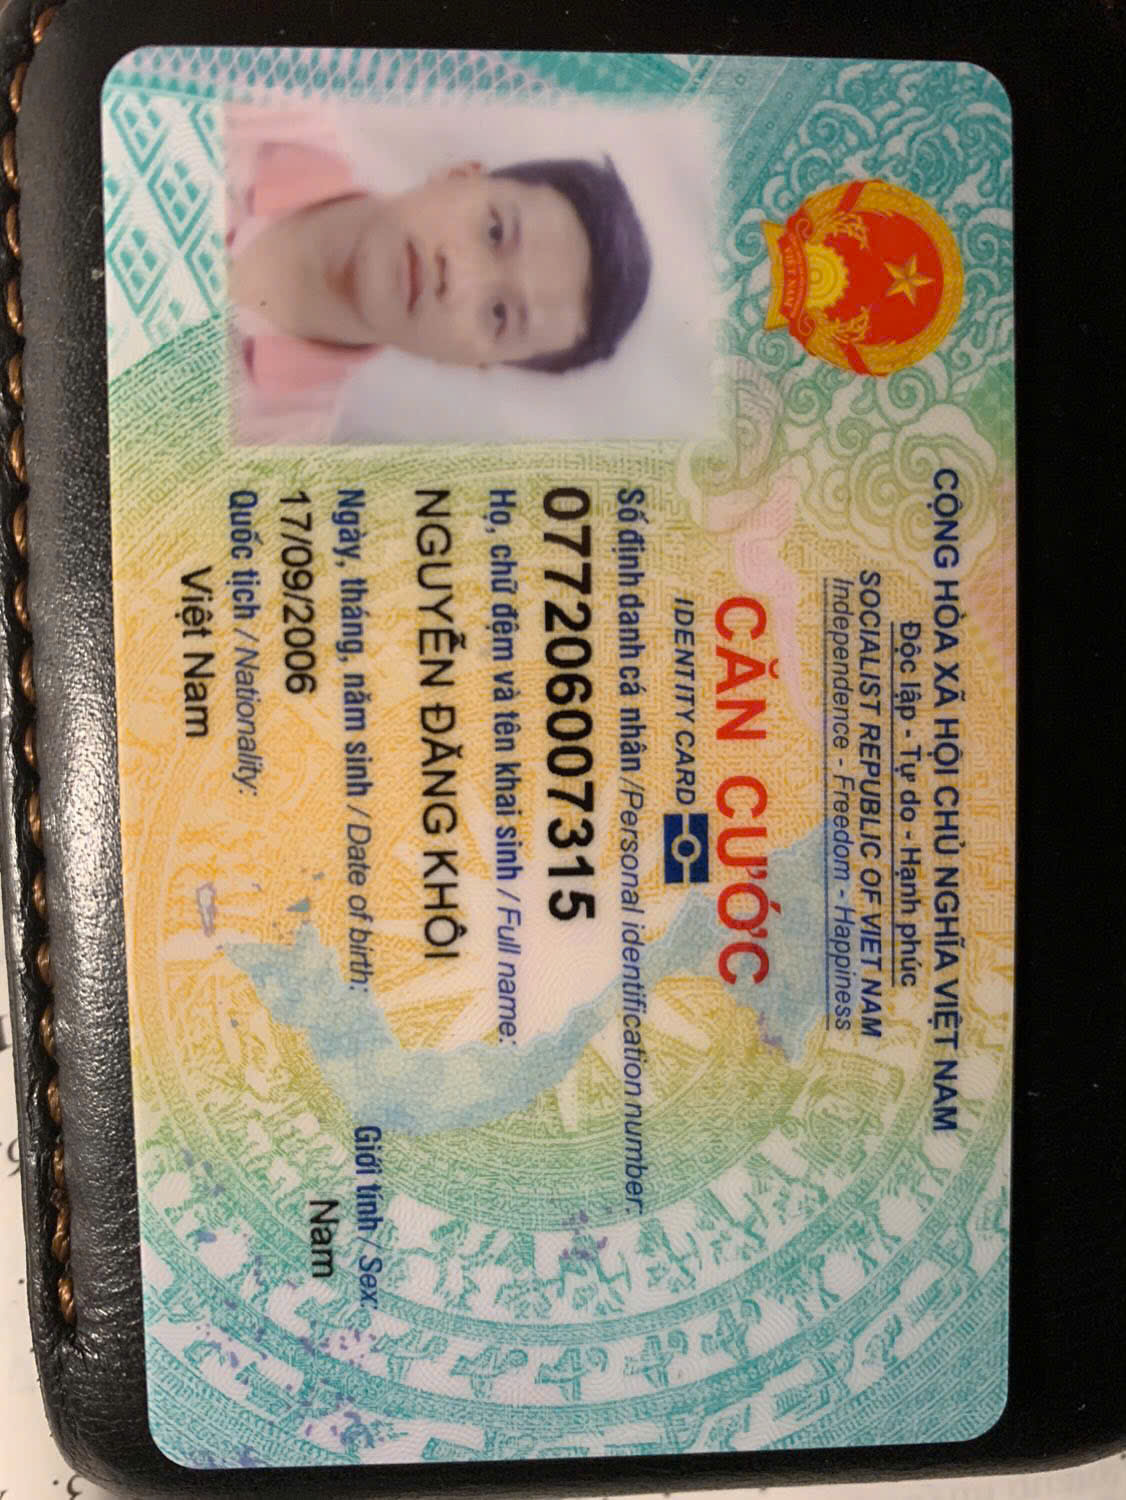 CỘNG HÒA XÃ HỘI CHỦ NGHĨA VIỆT NAM
Độc lập - Tự do - Hạnh phúc
SOCIALIST REPUBLIC OF VIET NAM
Independence - Freedom - Happiness
CĂN CƯỚC
IDENTITY CARD
Số định danh cá nhân / Personal identification number:
077206007315
Họ, chữ đệm và tên khai sinh / Full name:
NGUYỄN ĐĂNG KHÔI
Ngày, tháng, năm sinh / Date of birth:
17/09/2006
Giới tính / Sex:
Nam
Quốc tịch / Nationality:
Việt Nam
VIỆT NAM